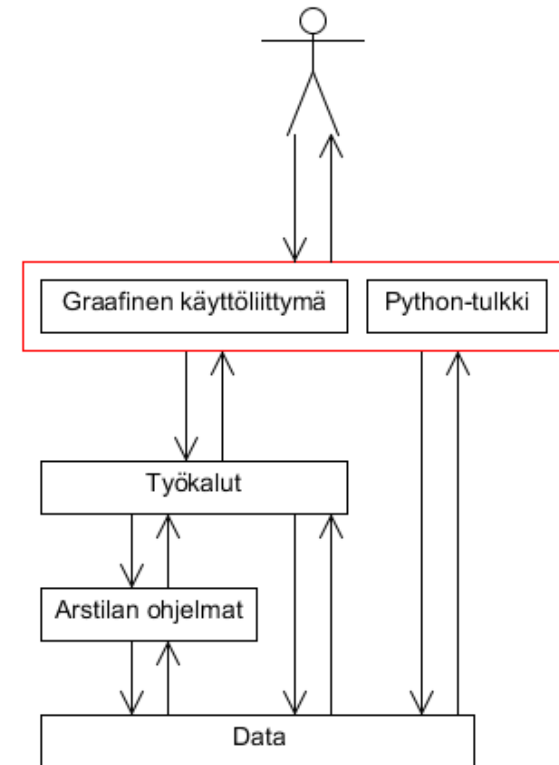 Graafinen käyttöliittymä
Python-tulkki
Työkalut
Arstilan ohjelmat
Data